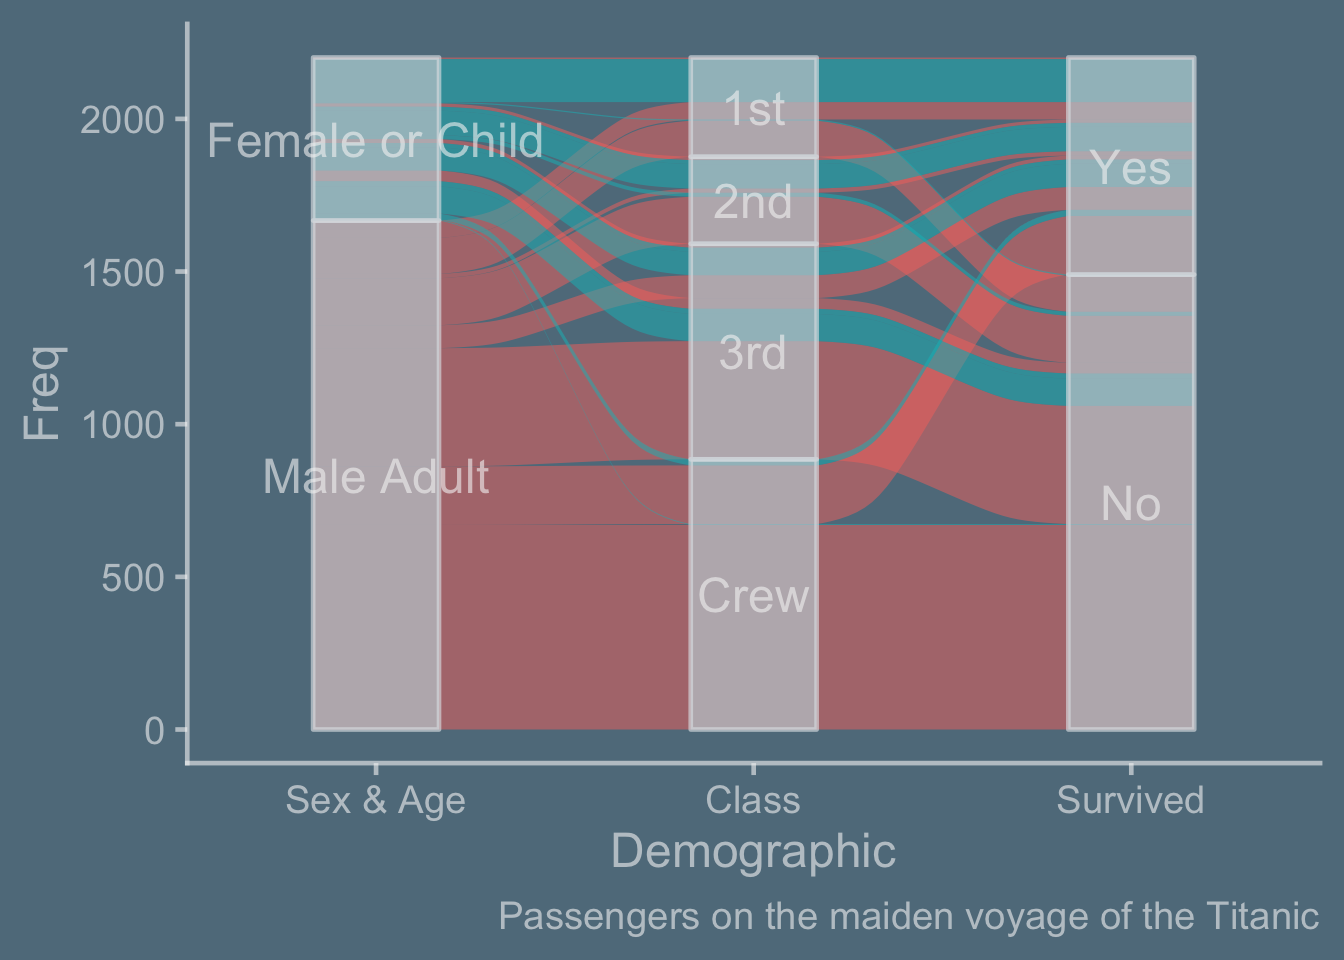 2000
1500
1000
500
0
Freq
Female or Child
Male Adult
1st
2nd
3rd
Crew
Yes
No
Sex & Age
Class
Survived
Demographic
Passengers on the maiden voyage of the Titanic